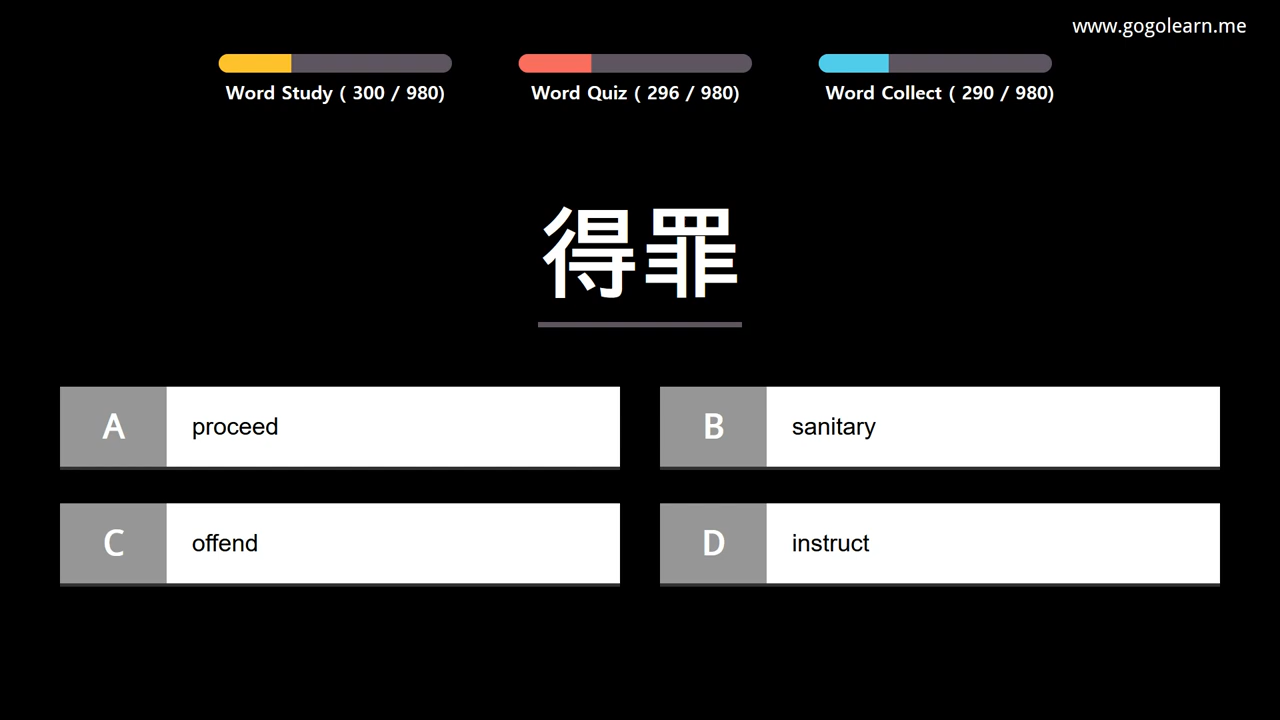 www.gogolearn.me
Word Study ( 300 / 980)
Word Quiz ( 296 / 980)
Word Collect ( 290 / 980)
得罪
A proceed
B sanitary
C offend
D instruct